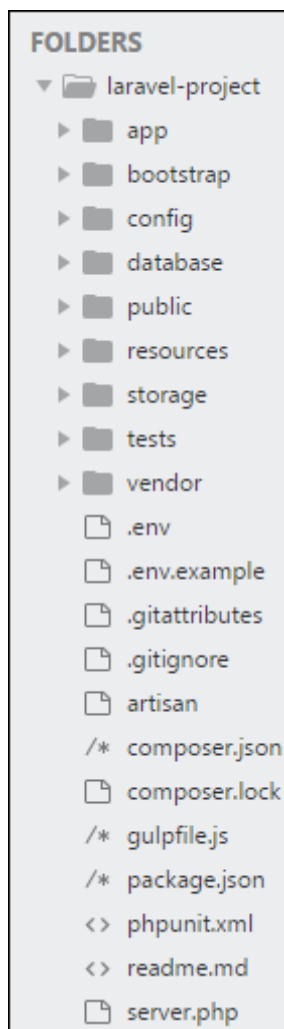 FOLDERS
laravel-project
app
bootstrap
config
database
public
resources
storage
tests
vendor
.env
.env.example
.gitattributes
.gitignore
artisan
/* composer.json
composer.lock
/* gulpfile.js
/* package.json
<> phpunit.xml
<> readme.md
server.php